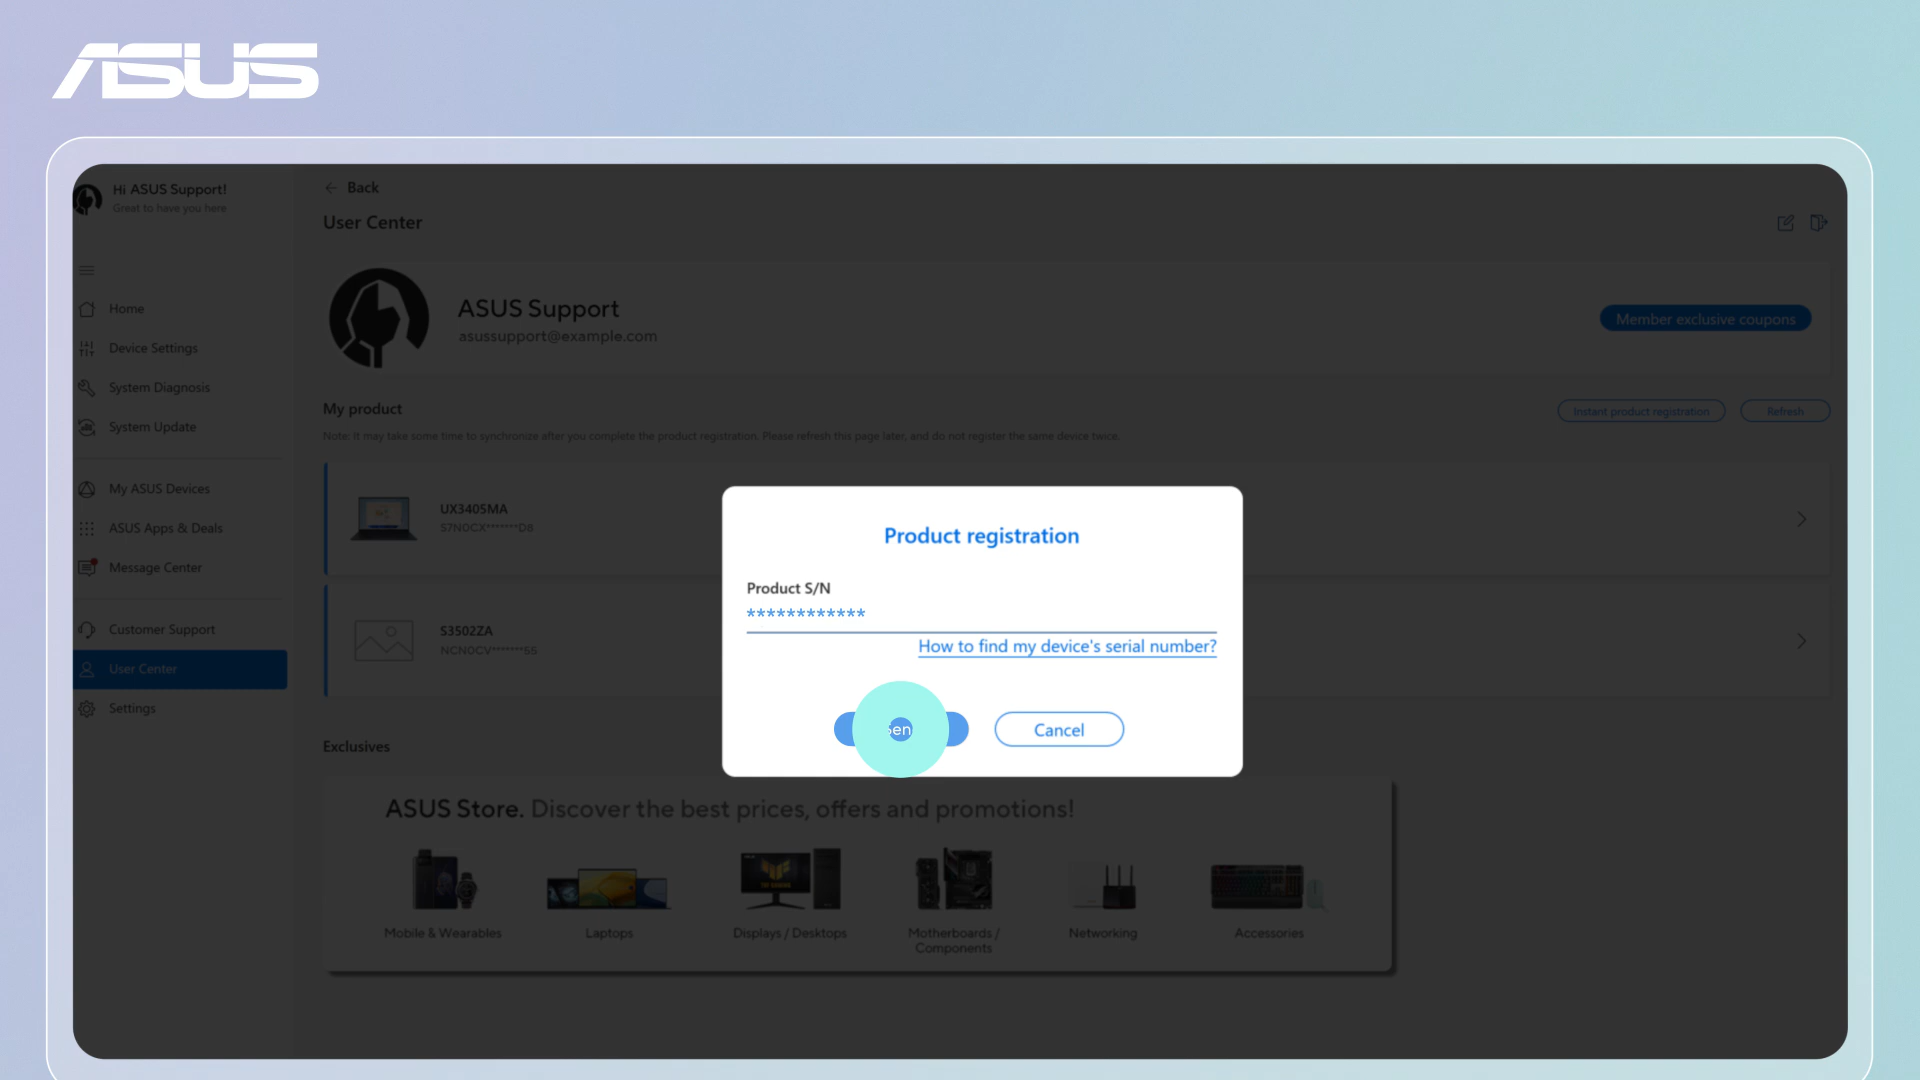 ASUS
Hi ASUS Support!
Great to have you here
Home
Device Settings
System Diagnosis
System Update
My ASUS Devices
ASUS Apps & Deals
Message Center
Customer Support
User Center
Settings
Back
User Center
ASUS Support
asussupport@example.com
Member exclusive coupons
My product
Instant product registration
Refresh
Note: It may take some time to synchronize after you complete the product registration. Please refresh this page later, and do not register the same device twice.
UX3405MA
S7N0CX*******D8
S3502ZA
NCN0CV*******55
Product registration
Product S/N
************
How to find my device's serial number?
Cancel
Exclusives
ASUS Store. Discover the best prices, offers and promotions!
Mobile & Wearables
Laptops
Displays / Desktops
Motherboards /
Components
Networking
Accessories